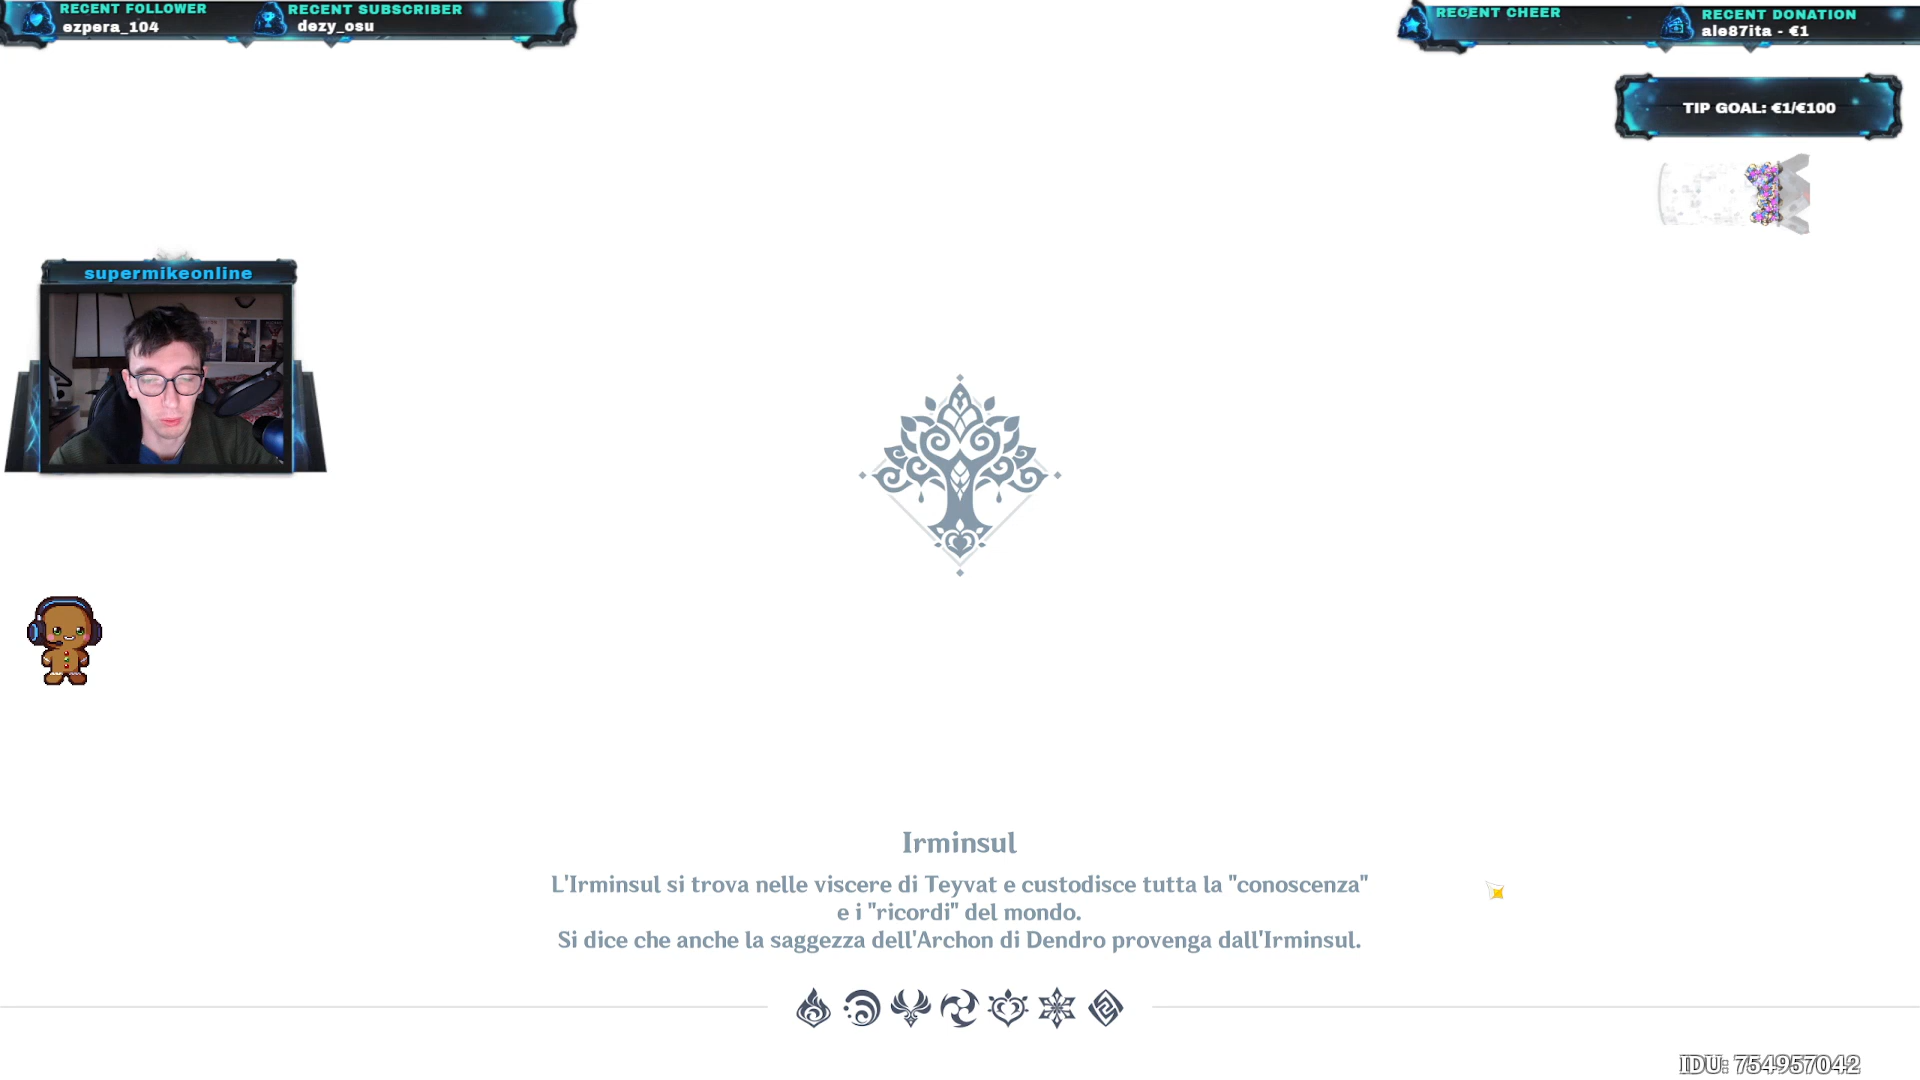 RECENT FOLLOWER
ezpera_104
RECENT SUBSCRIBER
dezy_osu
RECENT CHEER
RECENT DONATION
ale87ita - €1
TIP GOAL: €1/€100
supermikeonline
Irminsul
L'Irminsul si trova nelle viscere di Teyvat e custodisce tutta la "conoscenza"
e i "ricordi" del mondo.
Si dice che anche la saggezza dell'Archon di Dendro provenga dall'Irminsul.
IDU: 754957042